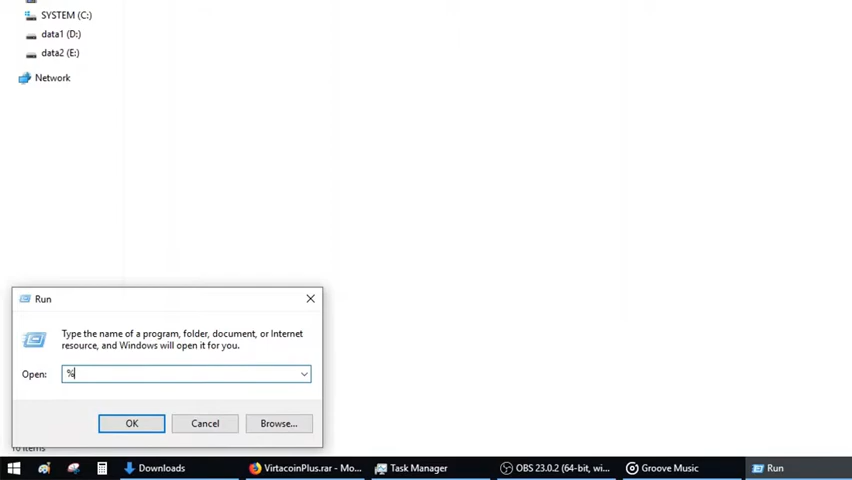 SYSTEM (C:)
data1 (D:)
data2 (E:)
Network
Run
Type the name of a program, folder, document, or Internet
resource, and Windows will open it for you.
Open:
%
OK
Cancel
Browse...
10 items
Downloads
VirtacoinPlus.rar - Mo...
Task Manager
OBS 23.0.2 (64-bit, wi...
Groove Music
Run